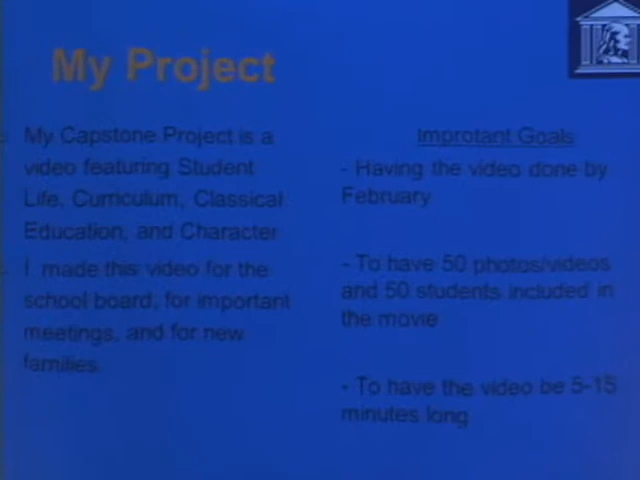 My Project
My Capstone Project is a
video featuring Student
Life, Curriculum, Classical
Education, and Character
I made this video for the
school board, for important
meetings, and for new
families.
Improtant Goals
- Having the video done by
February
- To have 50 photos/videos
and 50 students included in
the movie
- To have the video be 5-15
minutes long